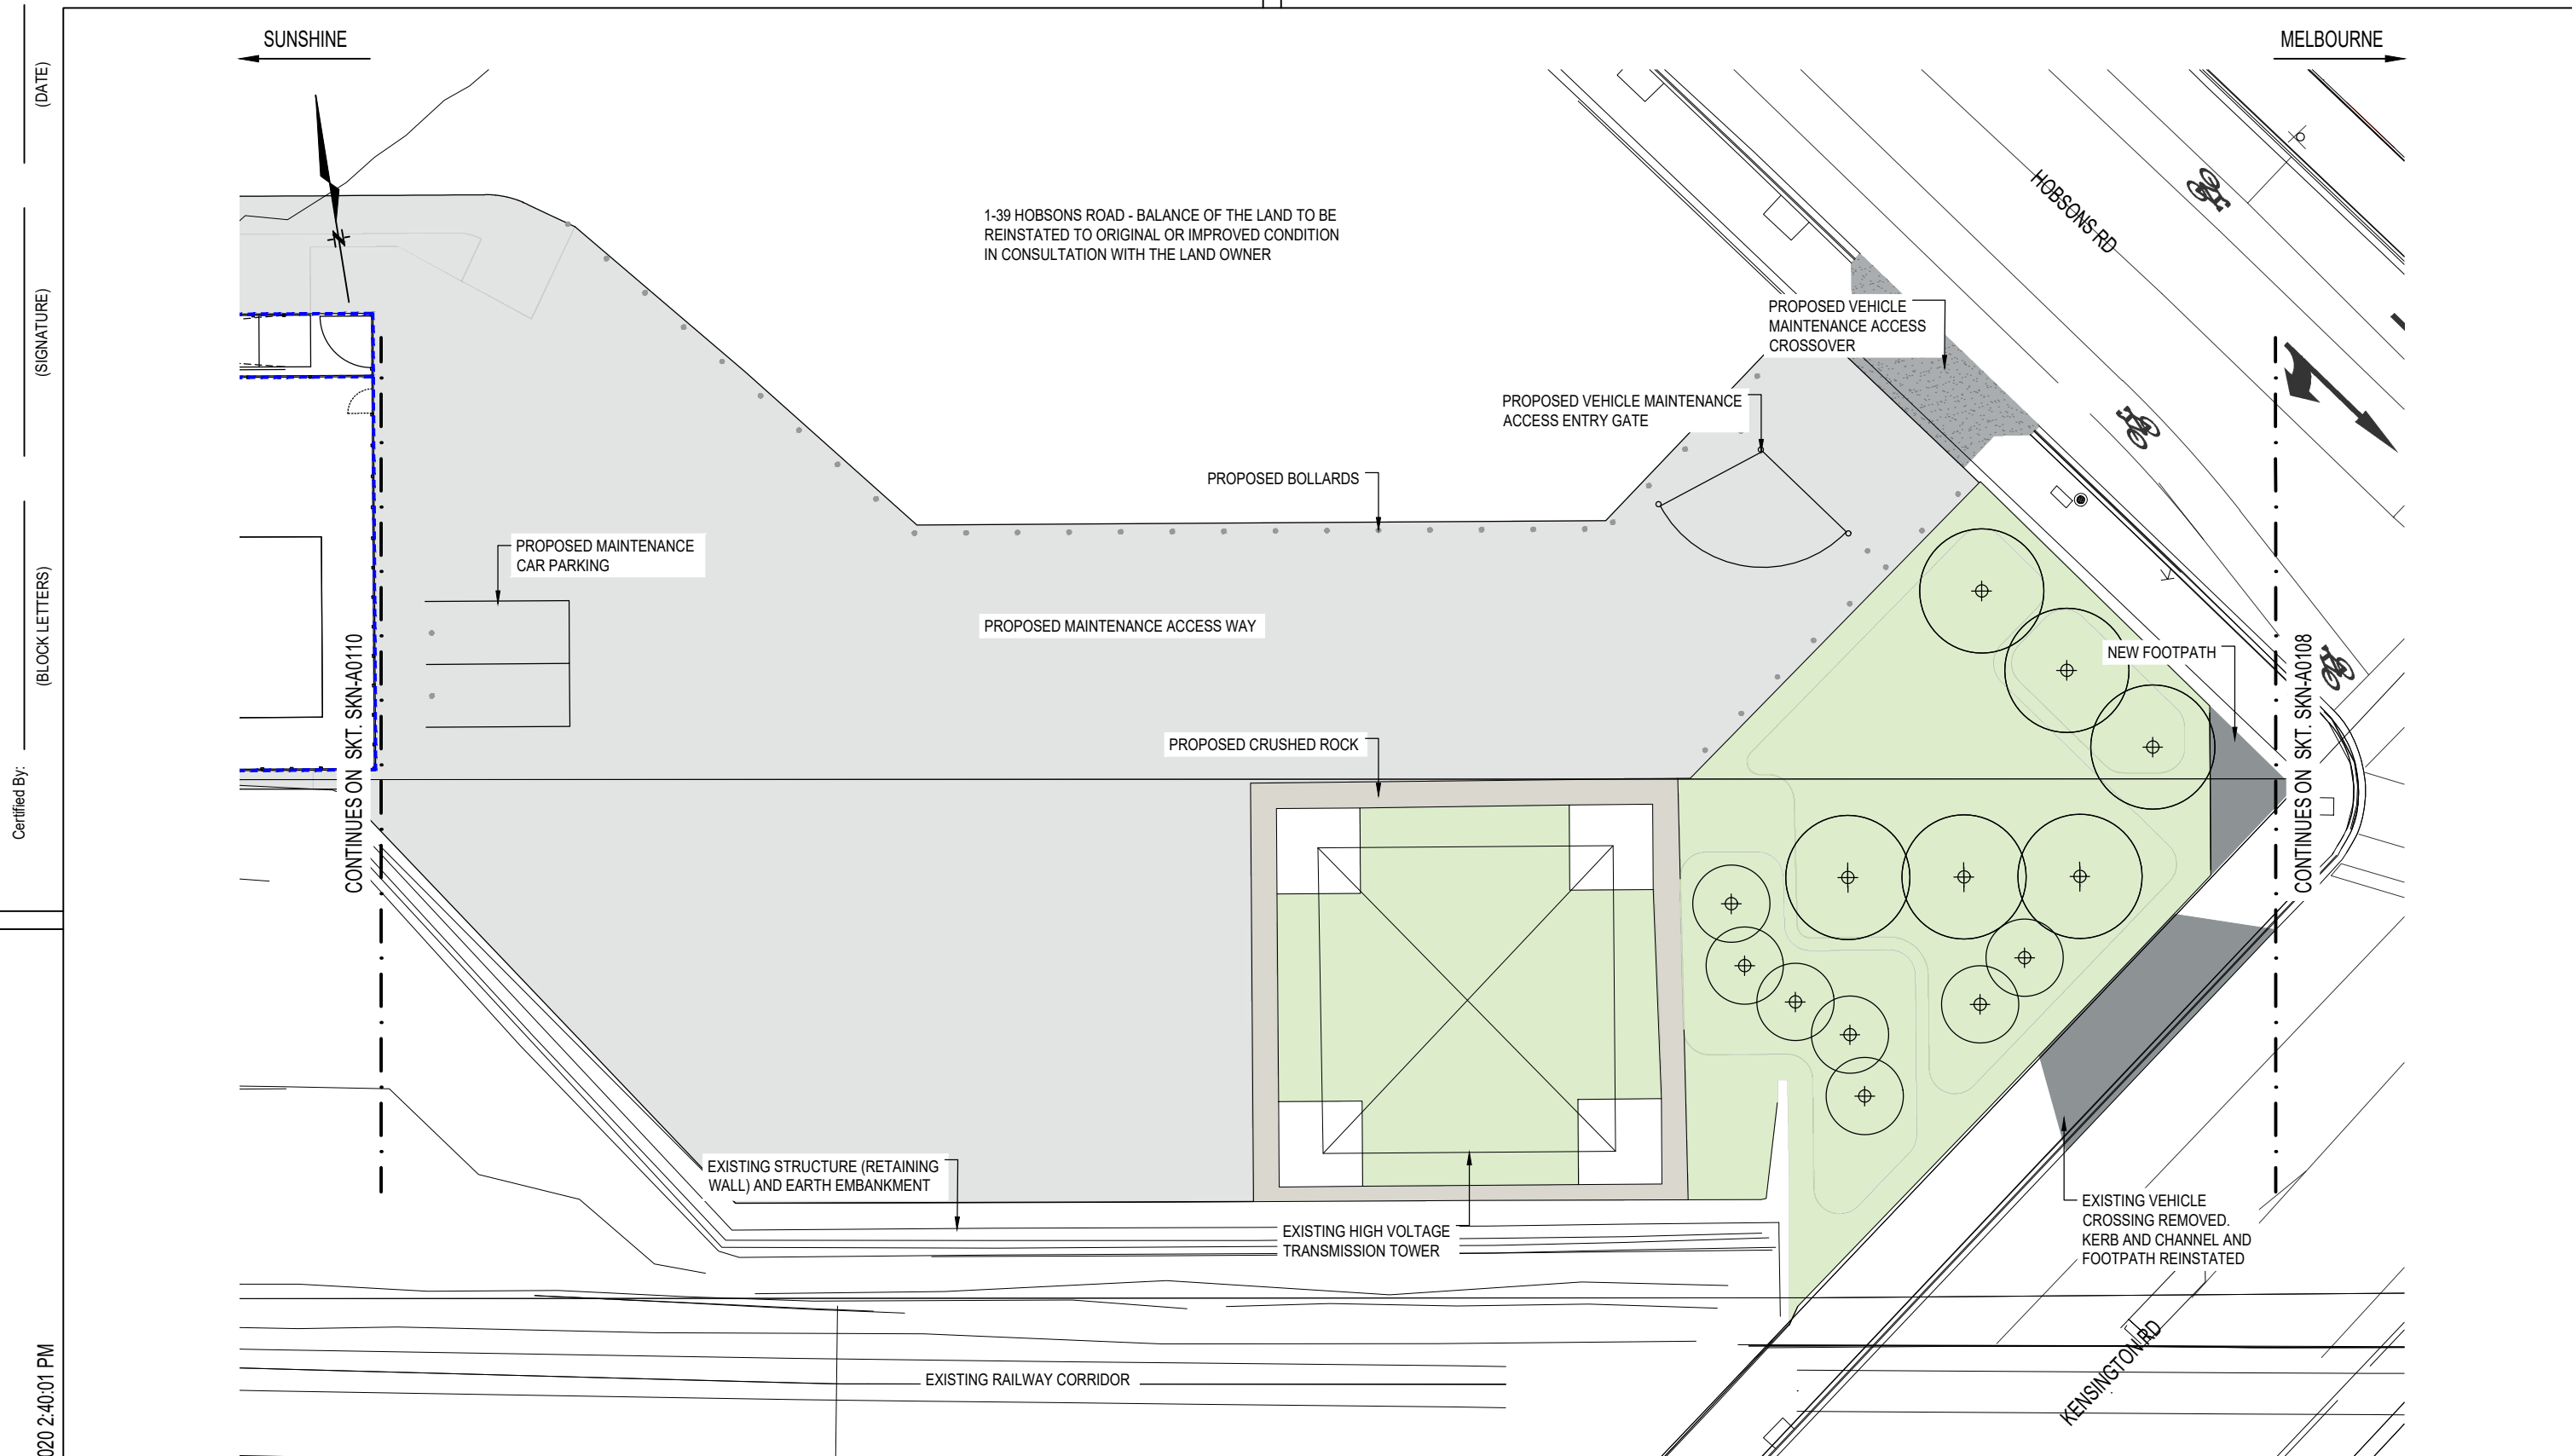 SUNSHINE
MELBOURNE
(DATE)
(SIGNATURE)
(BLOCK LETTERS)
Certified By:
020 2:40:01 PM
1-39 HOBSONS ROAD - BALANCE OF THE LAND TO BE
REINSTATED TO ORIGINAL OR IMPROVED CONDITION
IN CONSULTATION WITH THE LAND OWNER
HOBSONS RD
PROPOSED VEHICLE
MAINTENANCE ACCESS
CROSSOVER
PROPOSED VEHICLE MAINTENANCE
ACCESS ENTRY GATE
PROPOSED BOLLARDS
PROPOSED MAINTENANCE
CAR PARKING
PROPOSED MAINTENANCE ACCESS WAY
NEW FOOTPATH
PROPOSED CRUSHED ROCK
CONTINUES ON SKT. SKN-A0110
CONTINUES ON SKT. SKN-A0108
EXISTING STRUCTURE (RETAINING
WALL) AND EARTH EMBANKMENT
EXISTING HIGH VOLTAGE
TRANSMISSION TOWER
EXISTING VEHICLE
CROSSING REMOVED.
KERB AND CHANNEL AND
FOOTPATH REINSTATED
EXISTING RAILWAY CORRIDOR
KENSINGTON RD